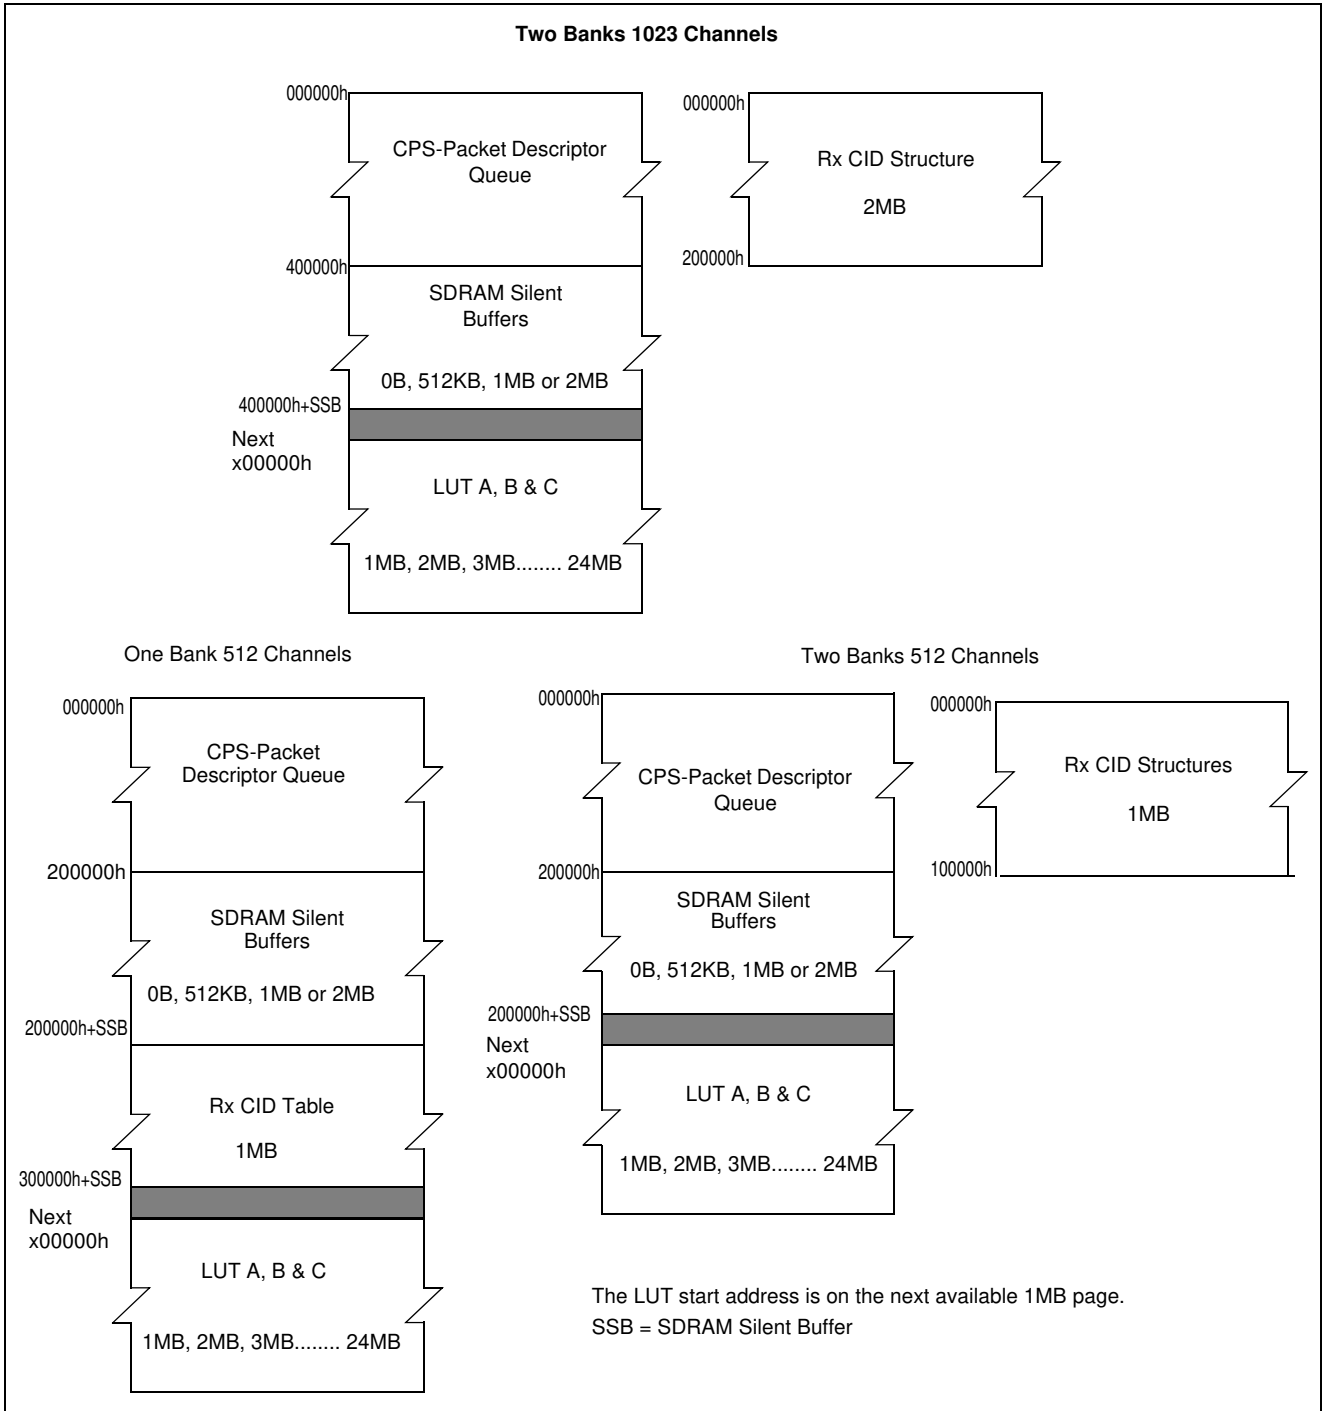 Two Banks 1023 Channels
000000h
CPS-Packet Descriptor
Queue
400000h
SDRAM Silent
Buffers
0B, 512KB, 1MB or 2MB
400000h+SSB
Next
x00000h
LUT A, B & C
1MB, 2MB, 3MB........ 24MB
000000h
Rx CID Structure
2MB
200000h
One Bank 512 Channels
000000h
CPS-Packet
Descriptor Queue
200000h
SDRAM Silent
Buffers
0B, 512KB, 1MB or 2MB
200000h+SSB
Rx CID Table
1MB
300000h+SSB
Next
x00000h
LUT A, B & C
1MB, 2MB, 3MB........ 24MB
Two Banks 512 Channels
000000h
CPS-Packet Descriptor
Queue
200000h
SDRAM Silent
Buffers
0B, 512KB, 1MB or 2MB
200000h+SSB
Next
x00000h
LUT A, B & C
1MB, 2MB, 3MB........ 24MB
000000h
Rx CID Structures
1MB
100000h
The LUT start address is on the next available 1MB page.
SSB = SDRAM Silent Buffer